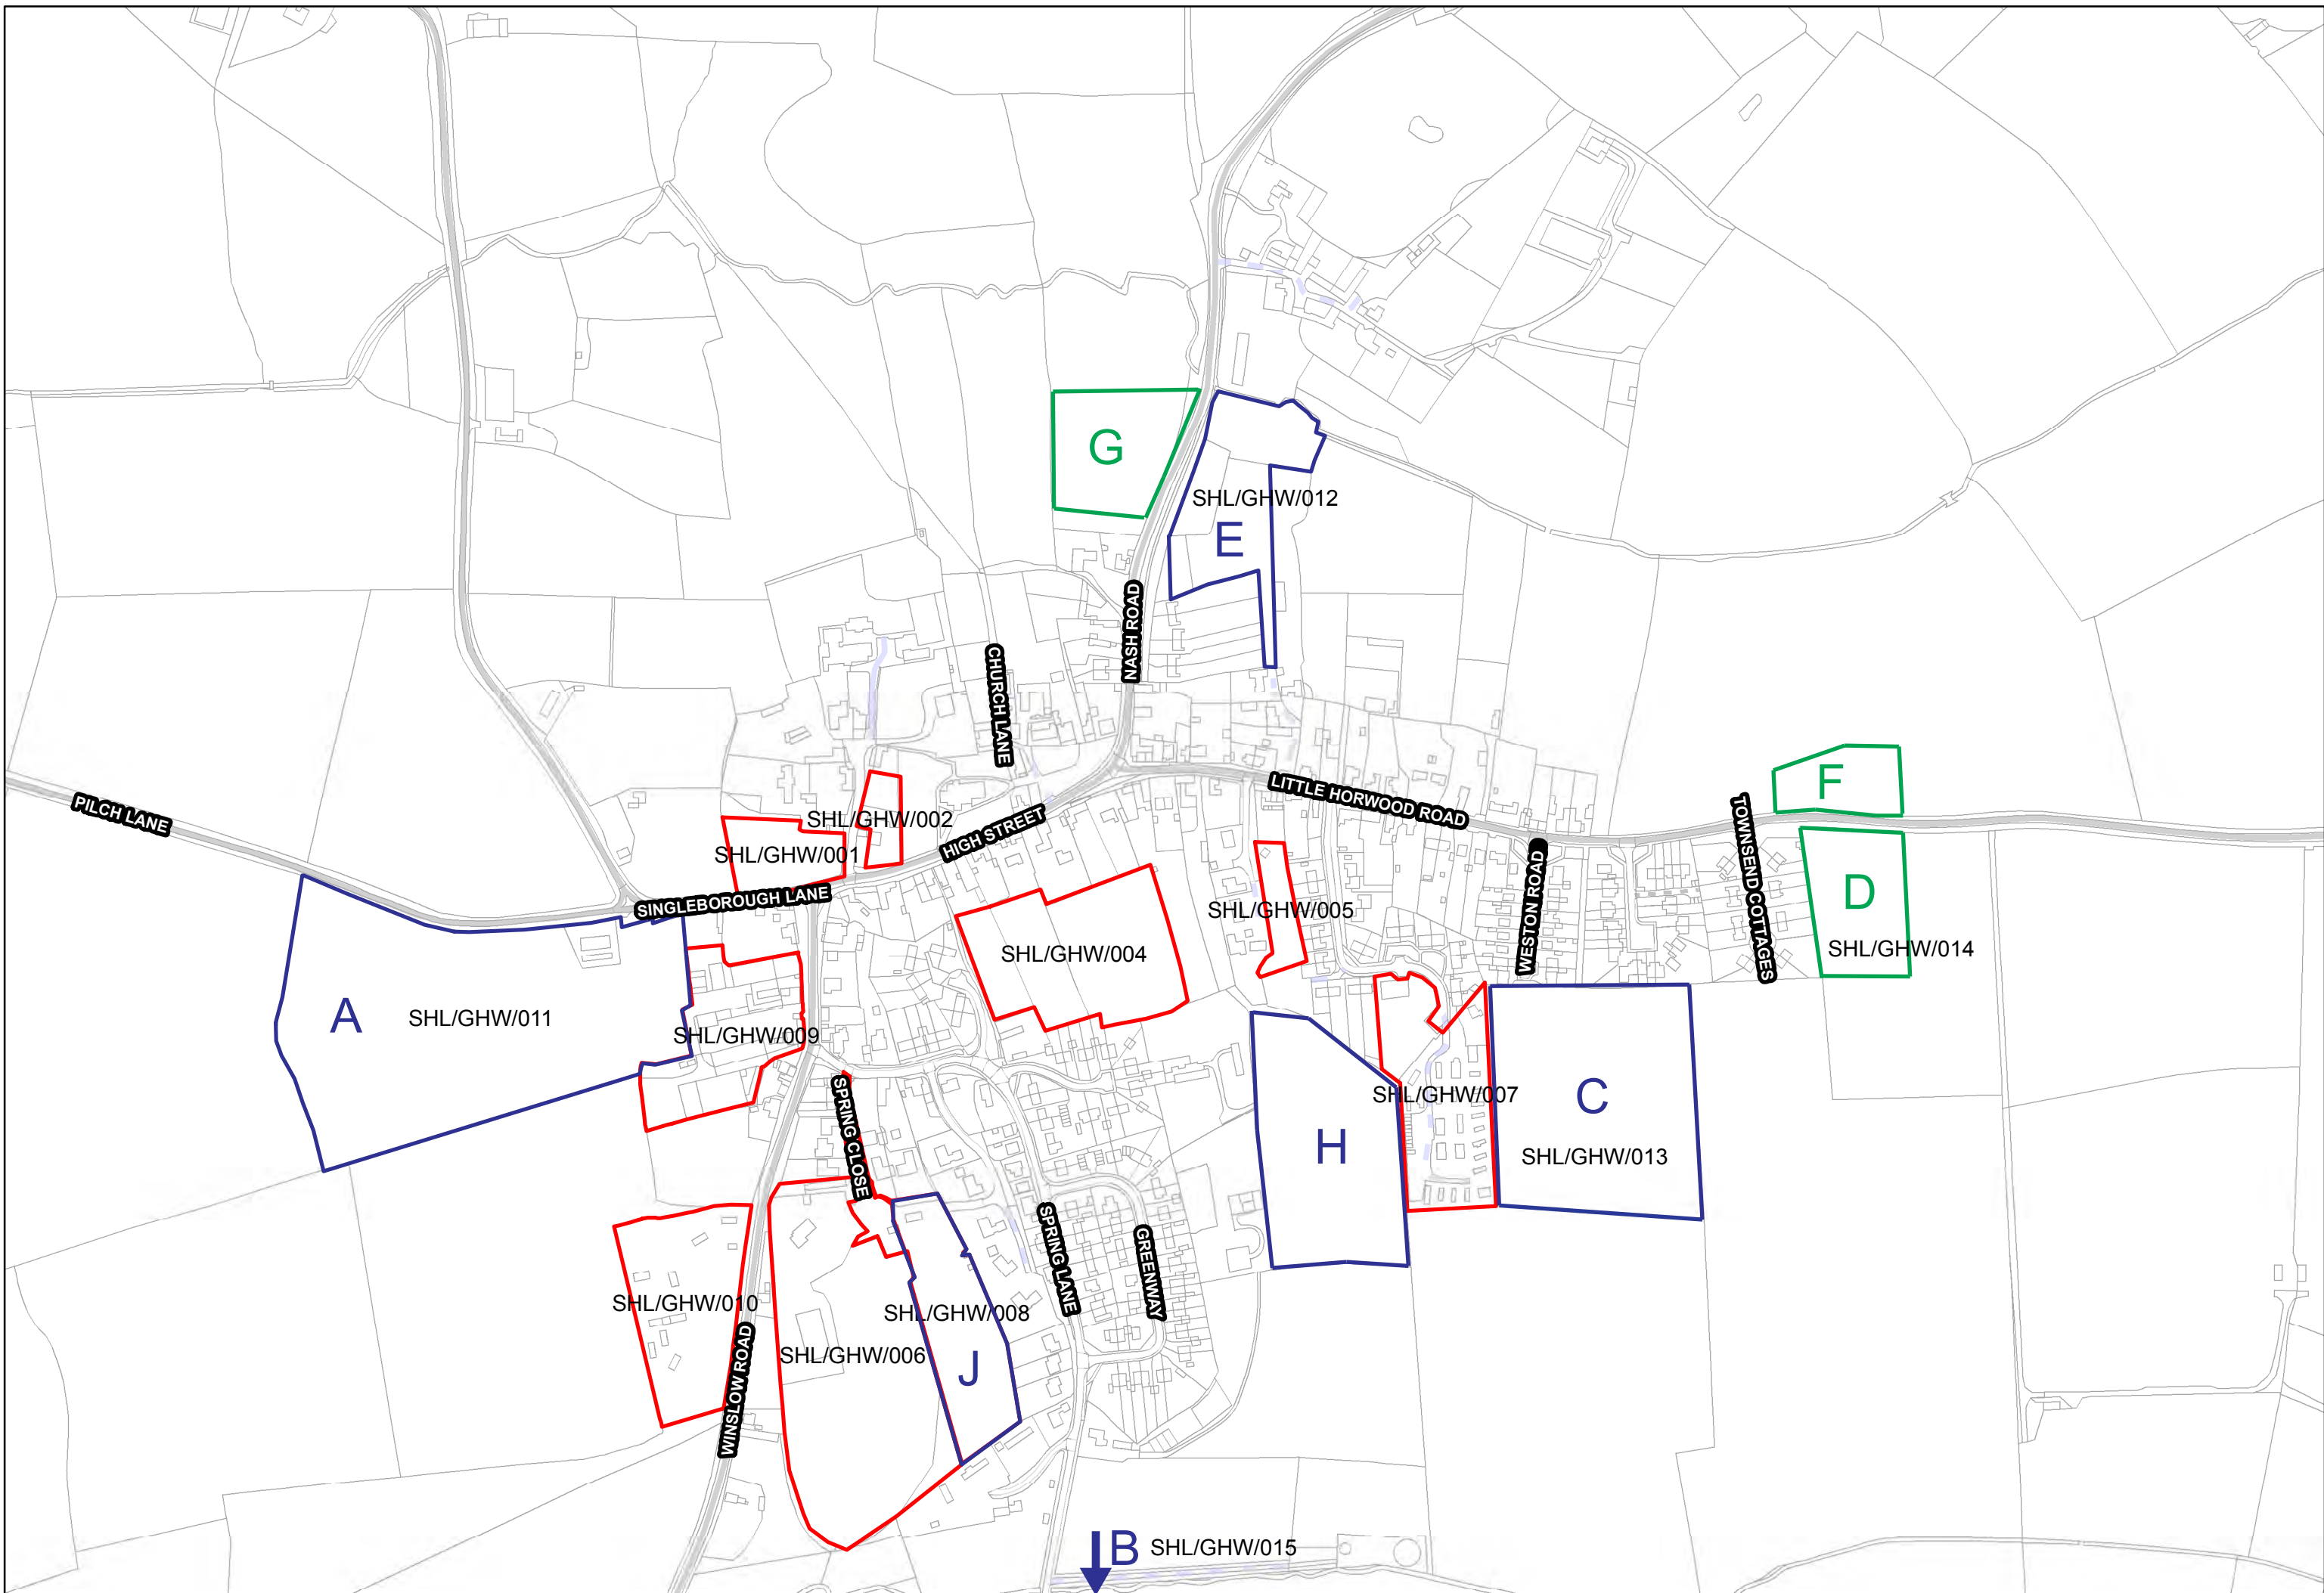 G
SHL/GHW/012
E
NASH ROAD
CHURCH LANE
F
LITTLE HORWOOD ROAD
TOWNSEND COTTAGES
PILCH LANE
SHL/GHW/002
HIGH STREET
SHL/GHW/001
SINGLEBOROUGH LANE
SHL/GHW/005
WESTON ROAD
D
SHL/GHW/014
SHL/GHW/004
A
SHL/GHW/011
SHL/GHW/009
SHL/GHW/007
C
SPRING CLOSE
H
SHL/GHW/013
SPRING LANE
GREENWAY
SHL/GHW/010
SHL/GHW/008
SHL/GHW/006
J
WINSLOW ROAD
B
SHL/GHW/015